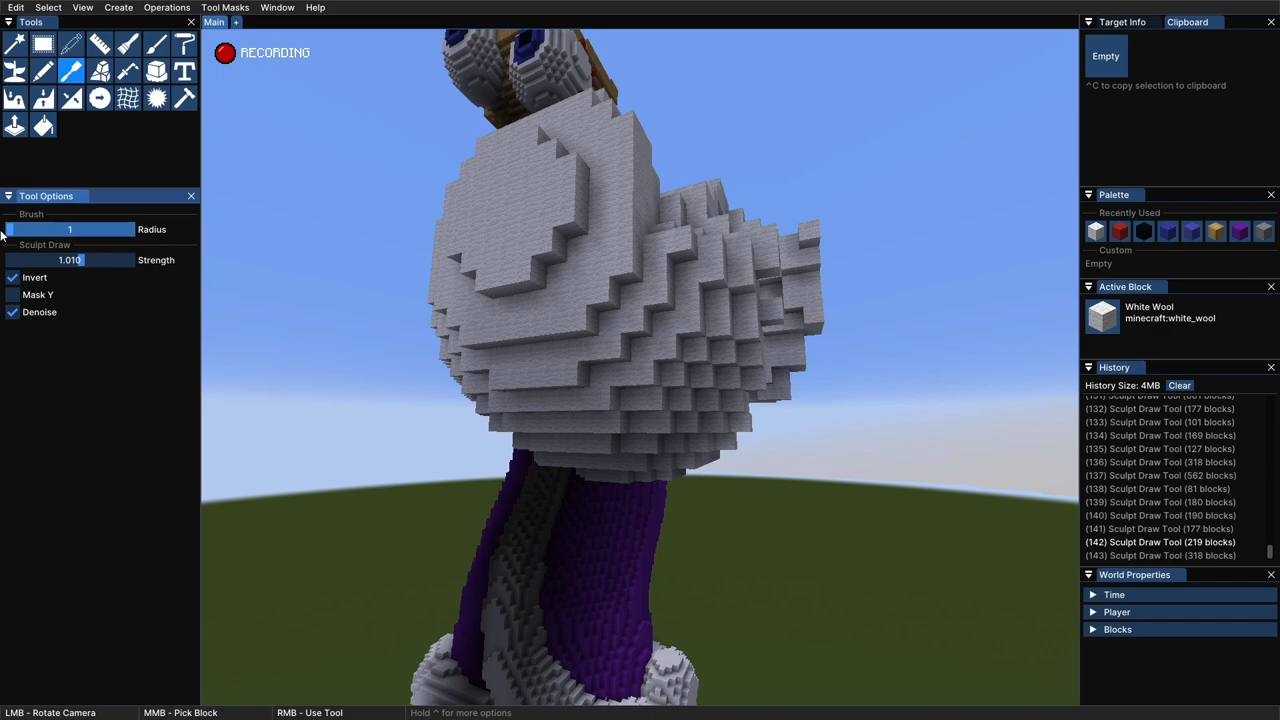 Edit Select View Create Operations Tool Masks Window Help
Tools
Main +
RECORDING
Tool Options
Brush
1 Radius
Sculpt Draw
1.010 Strength
Invert
Mask Y
Denoise
Target Info Clipboard
Empty
^C to copy selection to clipboard
Palette
Recently Used
Custom
Empty
Active Block
White Wool
minecraft:white_wool
History
History Size: 4MB Clear
(132) Sculpt Draw Tool (177 blocks)
(133) Sculpt Draw Tool (101 blocks)
(134) Sculpt Draw Tool (169 blocks)
(135) Sculpt Draw Tool (127 blocks)
(136) Sculpt Draw Tool (318 blocks)
(137) Sculpt Draw Tool (562 blocks)
(138) Sculpt Draw Tool (81 blocks)
(139) Sculpt Draw Tool (180 blocks)
(140) Sculpt Draw Tool (190 blocks)
(141) Sculpt Draw Tool (177 blocks)
(142) Sculpt Draw Tool (219 blocks)
(143) Sculpt Draw Tool (318 blocks)
World Properties
Time
Player
Blocks
LMB - Rotate Camera MMB - Pick Block RMB - Use Tool Hold ^ for more options